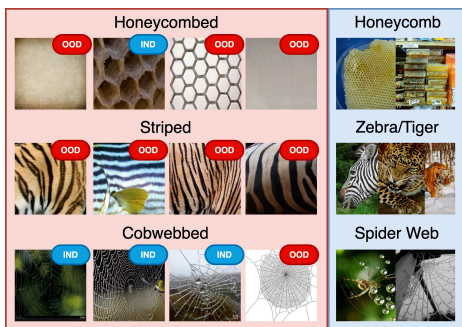 Honeycombed
Honeycomb
OOD IND OOD OOD
Striped
Zebra/Tiger
OOD OOD OOD OOD
Cobwebbed
Spider Web
IND IND IND OOD